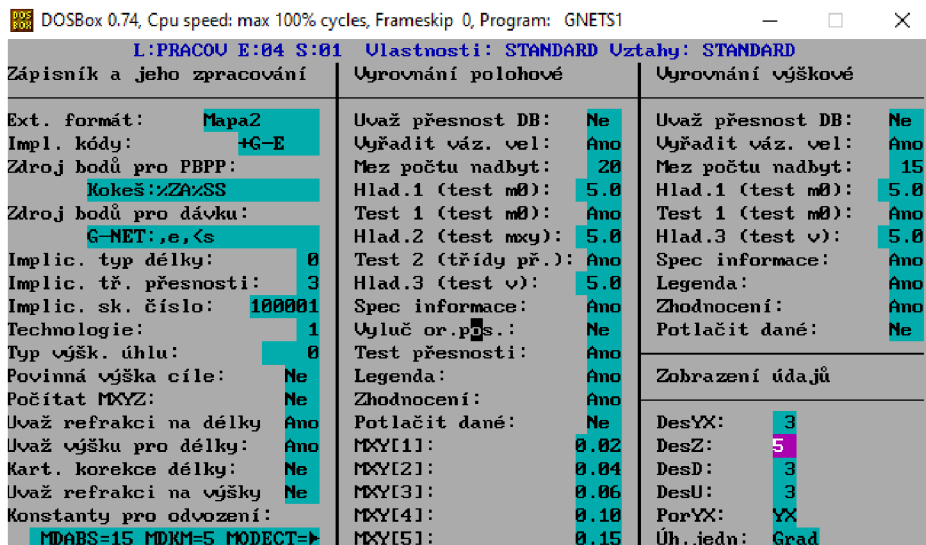 DOSBox 0.74, Cpu speed: max 100% cycles, Frameskip 0, Program: GNETS1
L:PRACOV E:04 S:01 Vlastnosti: STANDARD Vztahy: STANDARD
Zápisník a jeho zpracování
Ext. formát: Mapa2
Impl. kódy: +G-E
Zdroj bodů pro PBPP:
Kokeš:%ZA%SS
Zdroj bodů pro dávku:
G-NET:,e,<s
Implic. typ délky: 0
Implic. tř. přesnosti: 3
Implic. sk. číslo: 100001
Technologie: 1
Typ výšk. úhlu: 0
Povinná výška cíle: Ne
Počítat MXYZ: Ne
Uvaž refrakci na délky Ano
Uvaž výšku pro délky: Ano
Kart. korekce délky: Ne
Uvaž refrakci na výšky Ne
Konstanty pro odvození:
MDABS=15 MDKM=5 MODECT=►
Vyrovnání polohové
Uvaž přesnost DB: Ne
Vyřadit váz. vel: Ano
Mez počtu nadbyt: 20
Hlad.1 (test m0): 5.0
Test 1 (test m0): Ano
Hlad.2 (test mxy): 5.0
Test 2 (třídy př.): Ano
Hlad.3 (test v): 5.0
Spec informace: Ano
Vyluč or.pos.: Ne
Test přesnosti: Ano
Legenda: Ano
Zhodnocení: Ano
Potlačit dané: Ne
MXY[1]: 0.02
MXY[2]: 0.04
MXY[3]: 0.06
MXY[4]: 0.10
MXY[5]: 0.15
Vyrovnání výškové
Uvaž přesnost DB: Ne
Vyřadit váz. vel: Ano
Mez počtu nadbyt: 15
Hlad.1 (test m0): 5.0
Test 1 (test m0): Ano
Hlad.3 (test v): 5.0
Spec informace: Ano
Legenda: Ano
Zhodnocení: Ano
Potlačit dané: Ne
Zobrazení údajů
DesYX: 3
DesZ: 5
DesD: 3
DesU: 3
PorYX: YX
Úh.jedn: Grad